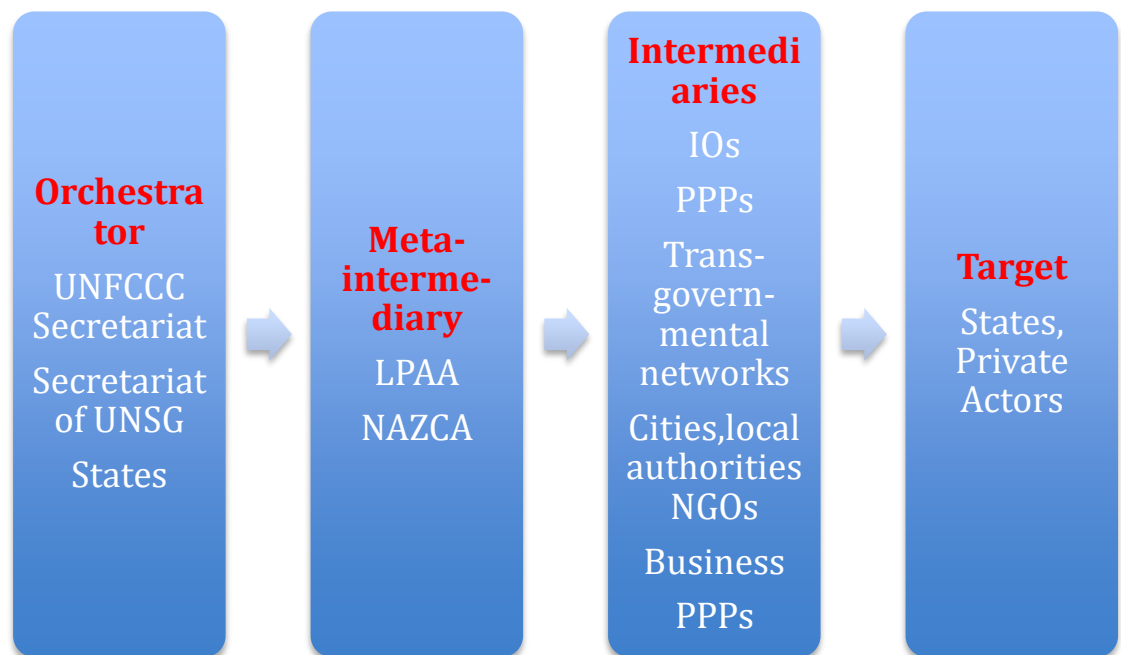 Orchestra
tor
UNFCCC
Secretariat
Secretariat
of UNSG
States
Meta-
interme-
diary
LPAA
NAZCA
Intermedi
aries
IOs
PPPs
Trans-
govern-
mental
networks
Cities,local
authorities
NGOs
Business
PPPs
Target
States,
Private
Actors